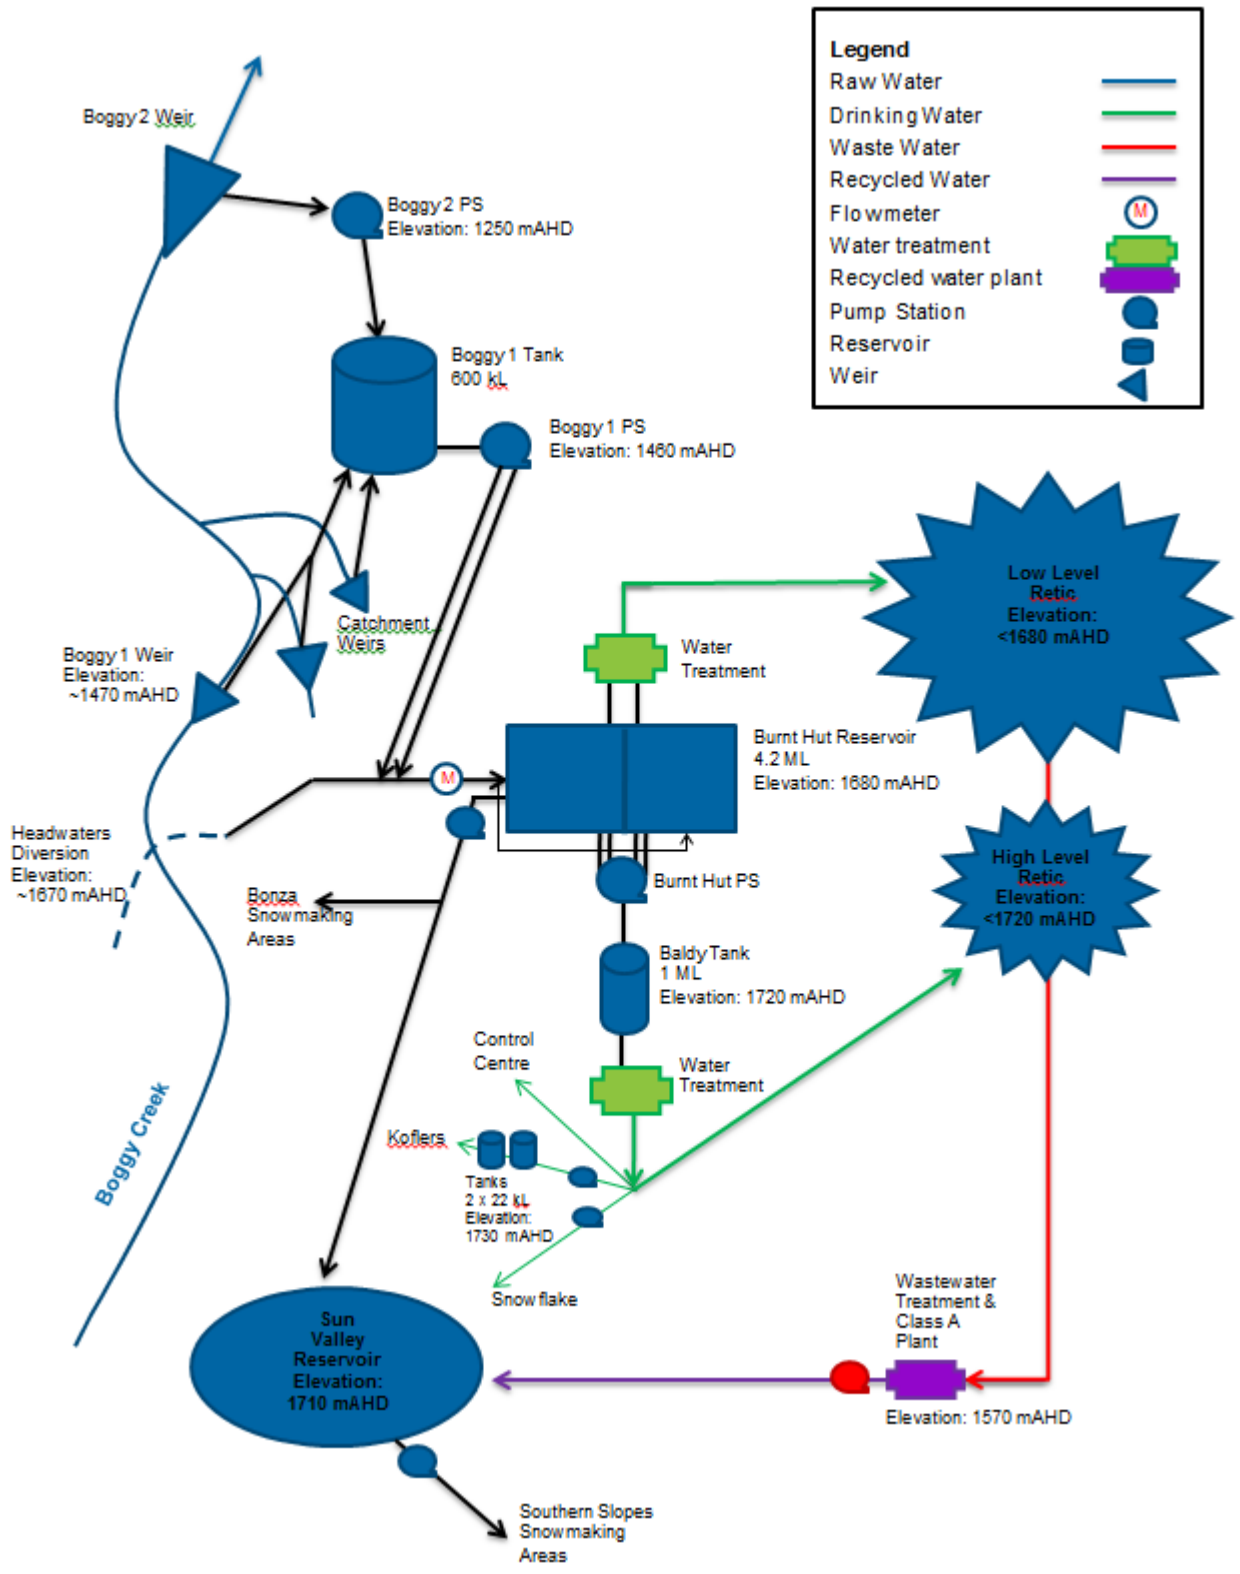 Legend
Raw Water
Drinking Water
Waste Water
Recycled Water
Flowmeter
M
Water treatment
Recycled water plant
Pump Station
Reservoir
Weir
Boggy 2 Weir
Boggy 2 PS
Elevation: 1250 mAHD
Boggy 1 Tank
600 kL
Boggy 1 PS
Elevation: 1460 mAHD
Low Level
Retic
Elevation:
<1680 mAHD
Catchment
Weirs
Boggy 1 Weir
Elevation:
~1470 mAHD
Water
Treatment
Burnt Hut Reservoir
4.2 ML
Elevation: 1680 mAHD
M
Headwaters
Diversion
Elevation:
~1670 mAHD
High Level
Retic
Elevation:
<1720 mAHD
Burnt Hut PS
Bonza
Snowmaking
Areas
Baldy Tank
1 ML
Elevation: 1720 mAHD
Control
Centre
Water
Treatment
Boggy Creek
Koflers
Tanks
2 x 22 kL
Elevation:
1730 mAHD
Snowflake
Sun
Valley
Reservoir
Elevation:
1710 mAHD
Wastewater
Treatment &
Class A
Plant
Elevation: 1570 mAHD
Southern Slopes
Snowmaking
Areas